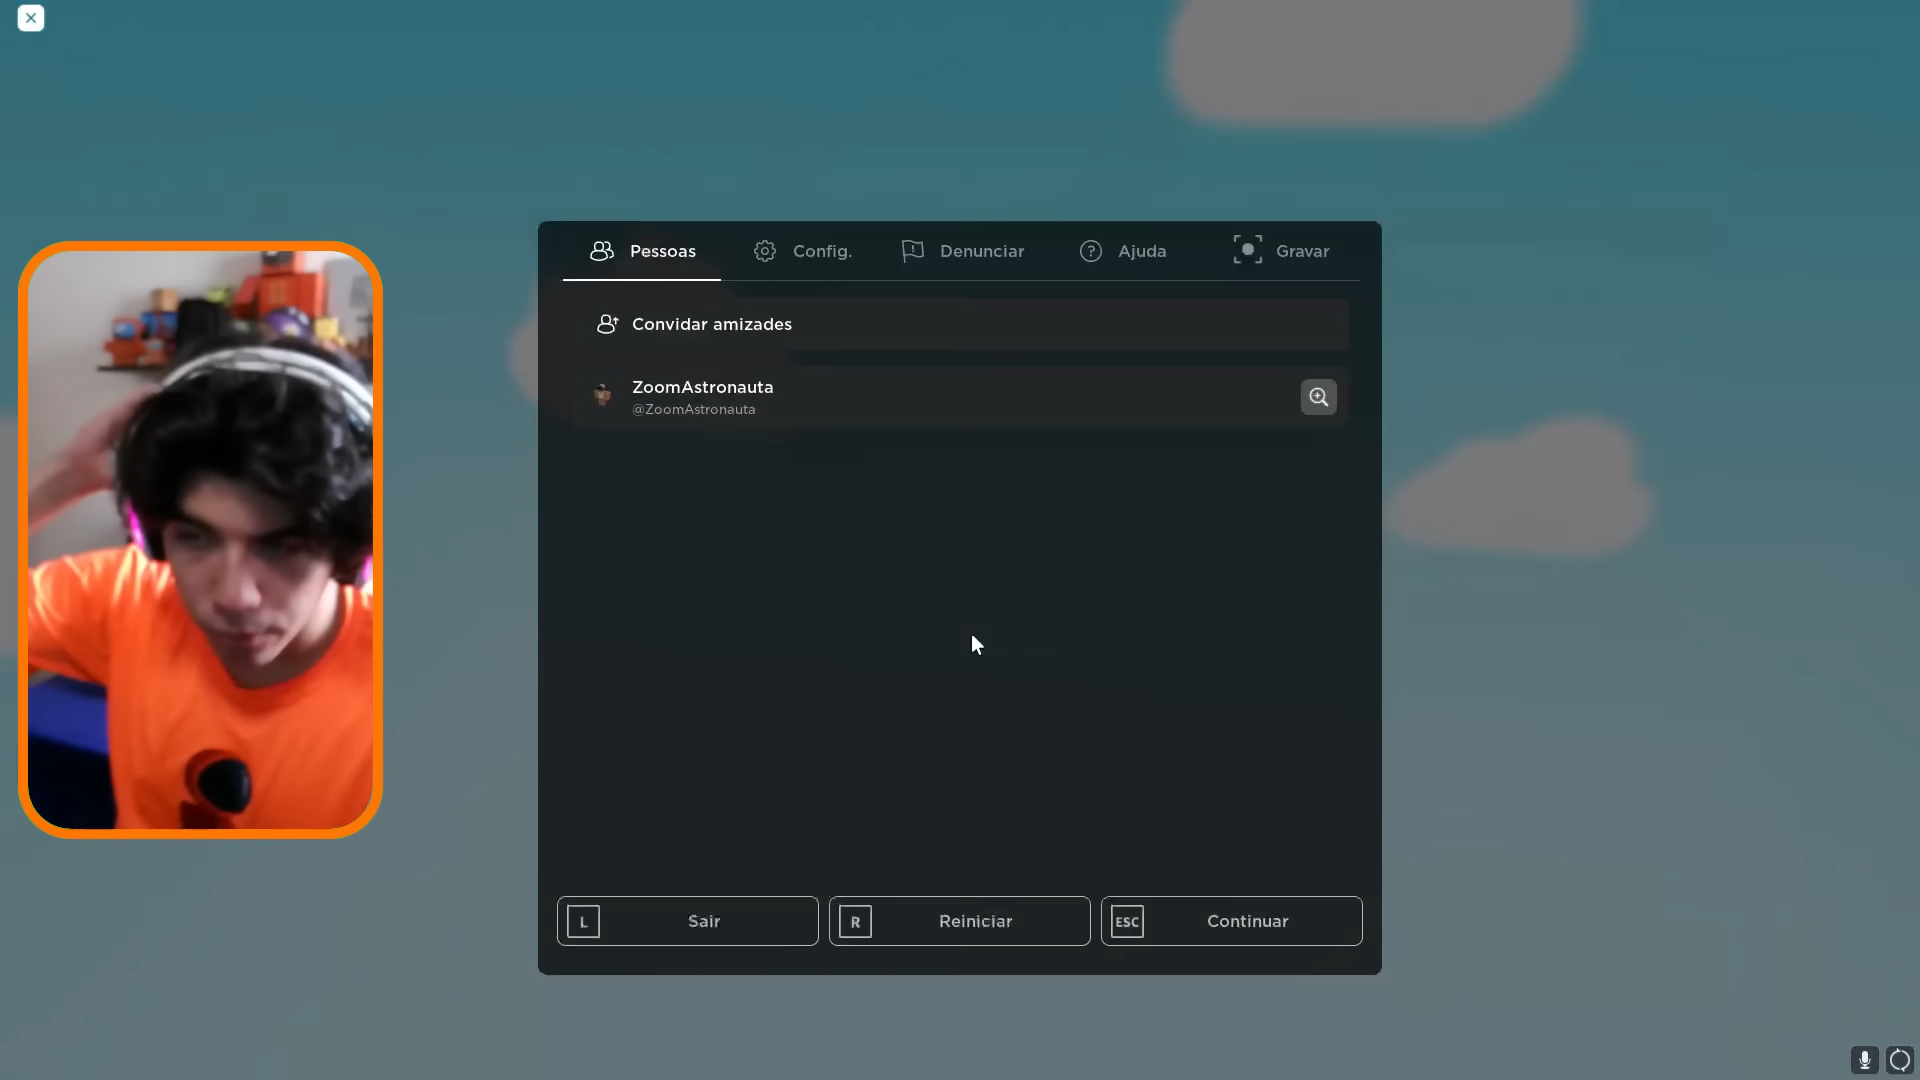 Pessoas
Config.
Denunciar
Ajuda
Gravar
Convidar amizades
ZoomAstronauta
@ZoomAstronauta
L
Sair
R
Reiniciar
ESC
Continuar